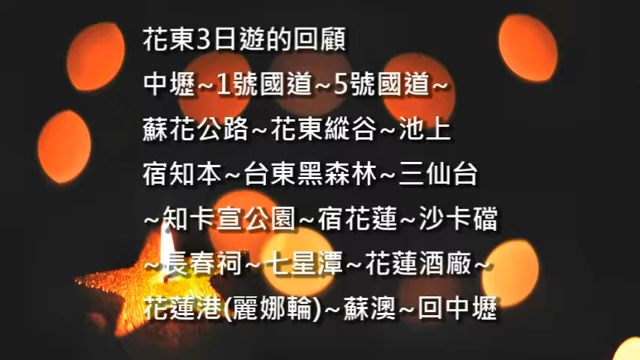 花東3日遊的回顧
中壢~1號國道~5號國道~
蘇花公路~花東縱谷~池上
宿知本~台東黑森林~三仙台
~知卡宣公園~宿花蓮~沙卡礑
~長春祠~七星潭~花蓮酒廠~
花蓮港(麗娜輪)~蘇澳~回中壢